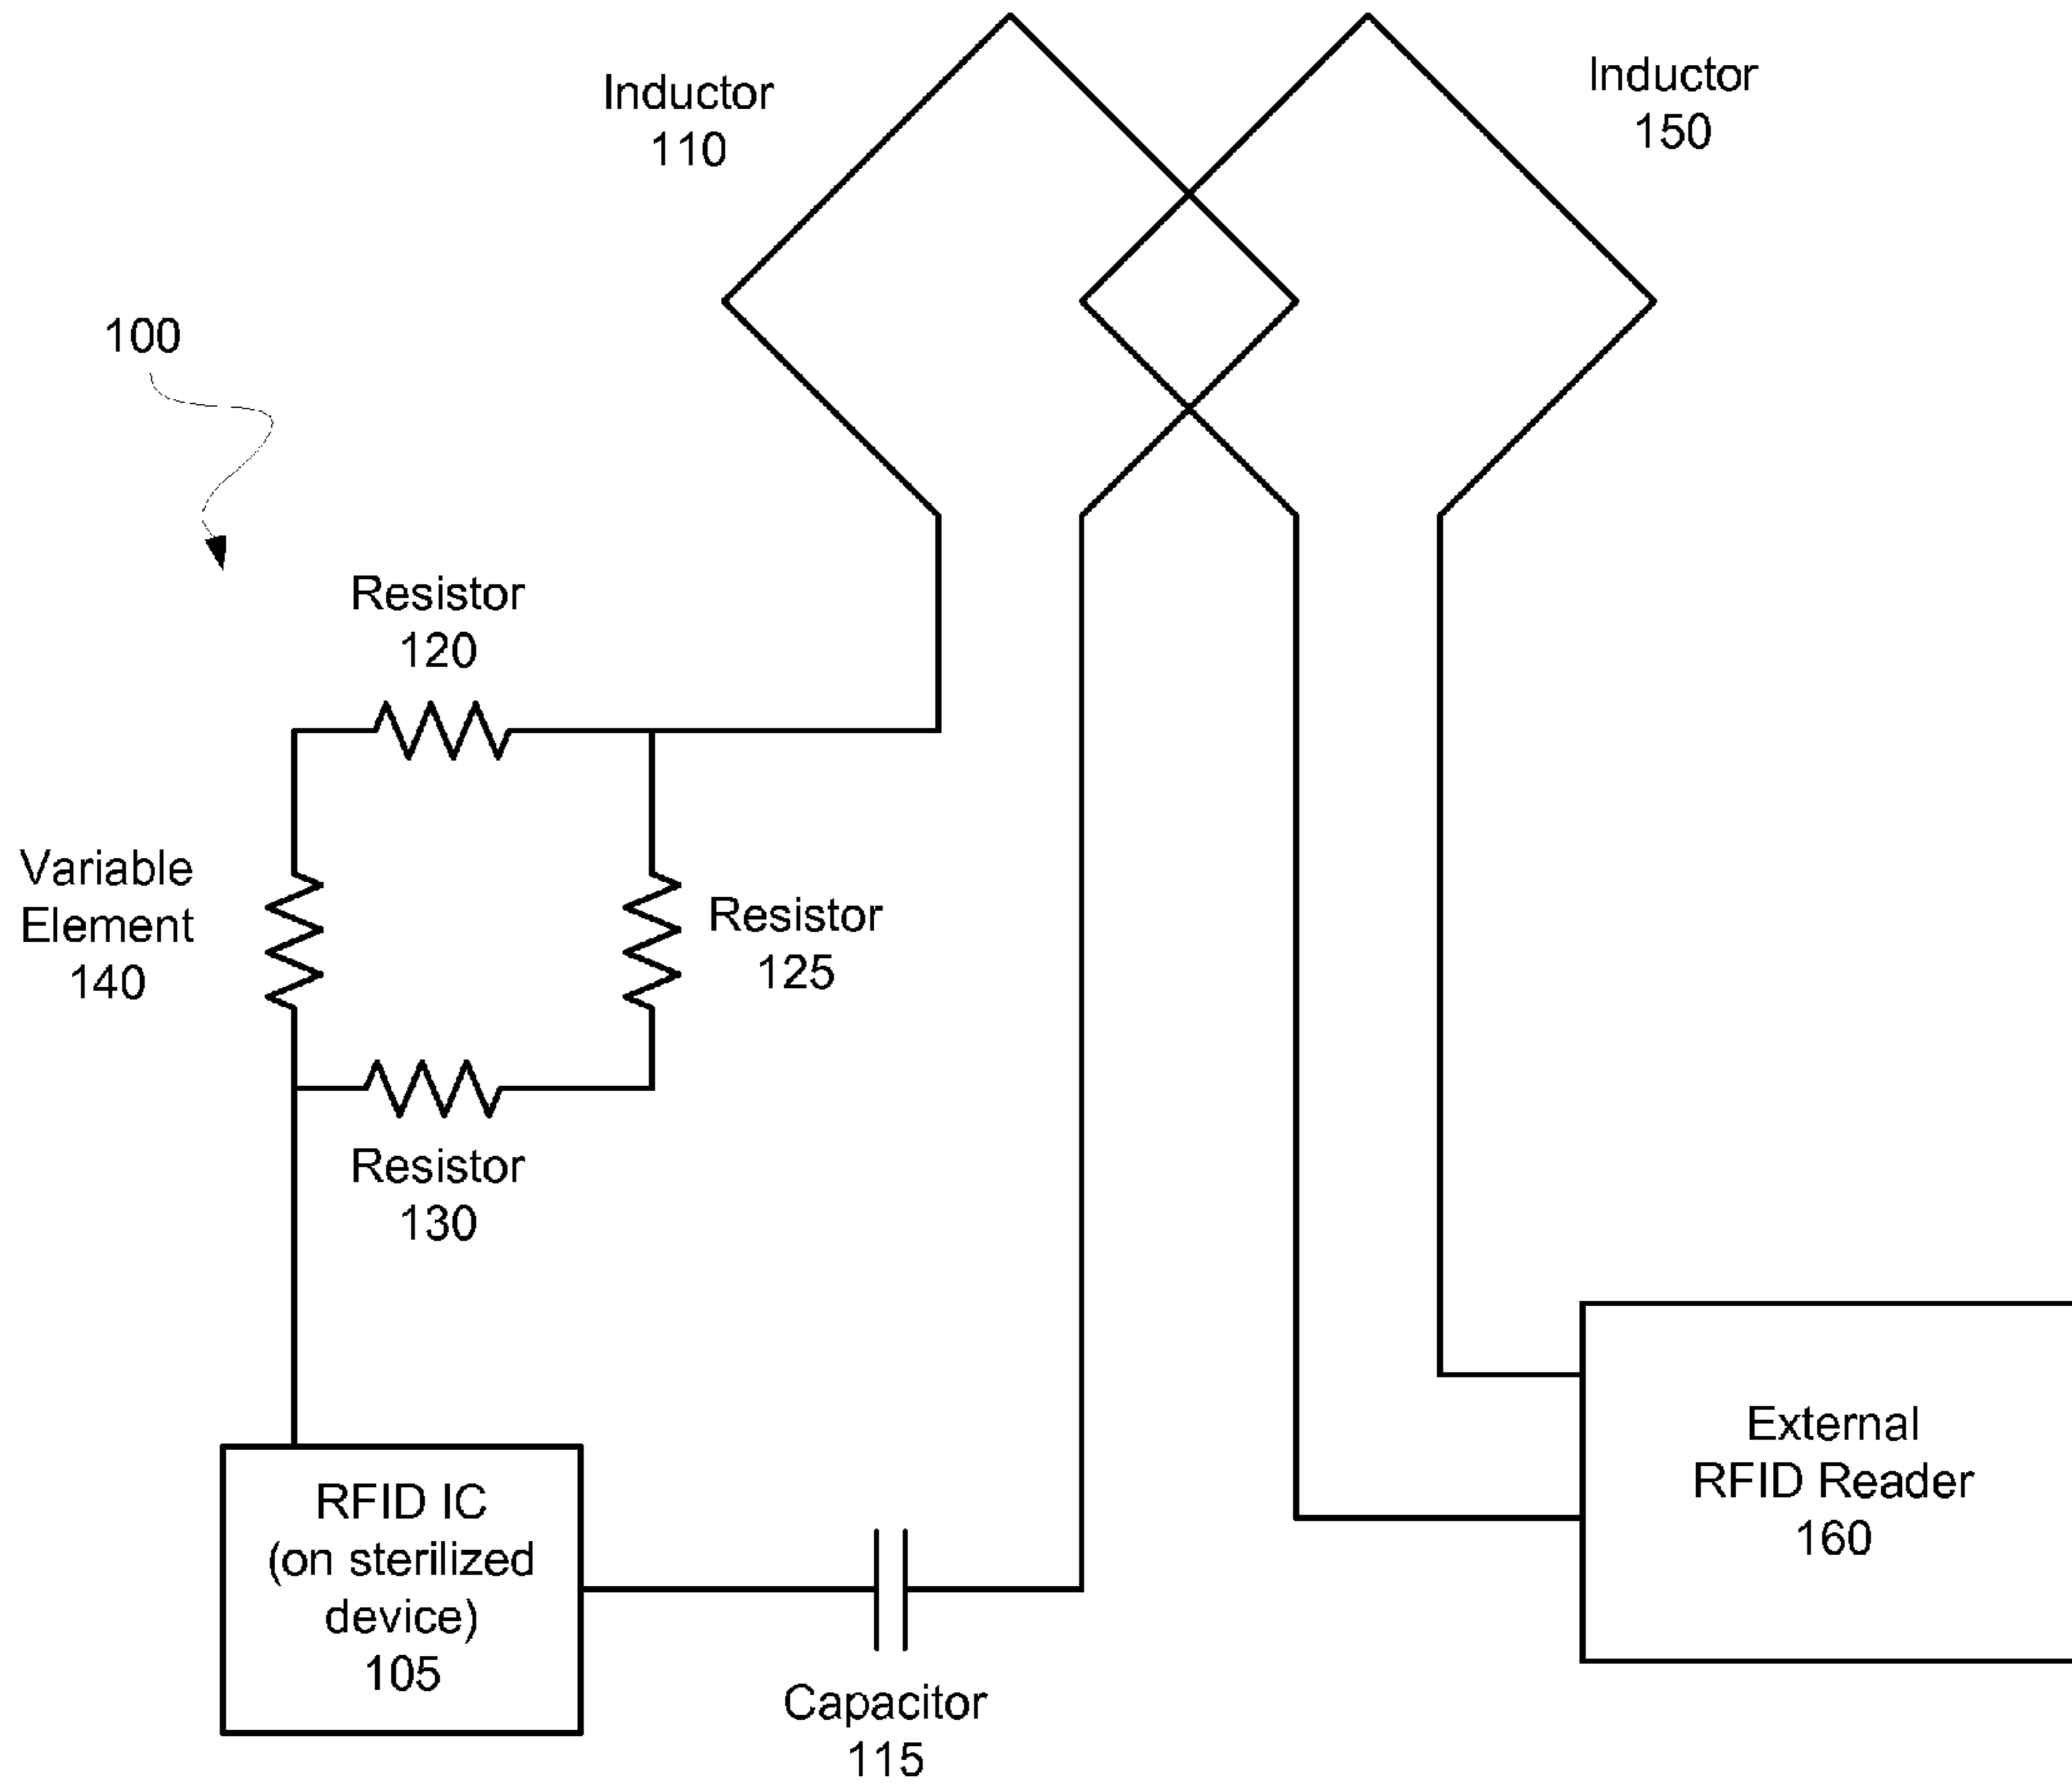 Inductor
110
Inductor
150
100
Resistor
120
Variable
Element
140
Resistor
125
Resistor
130
External
RFID Reader
160
RFID IC
(on sterilized
device)
105
Capacitor
115